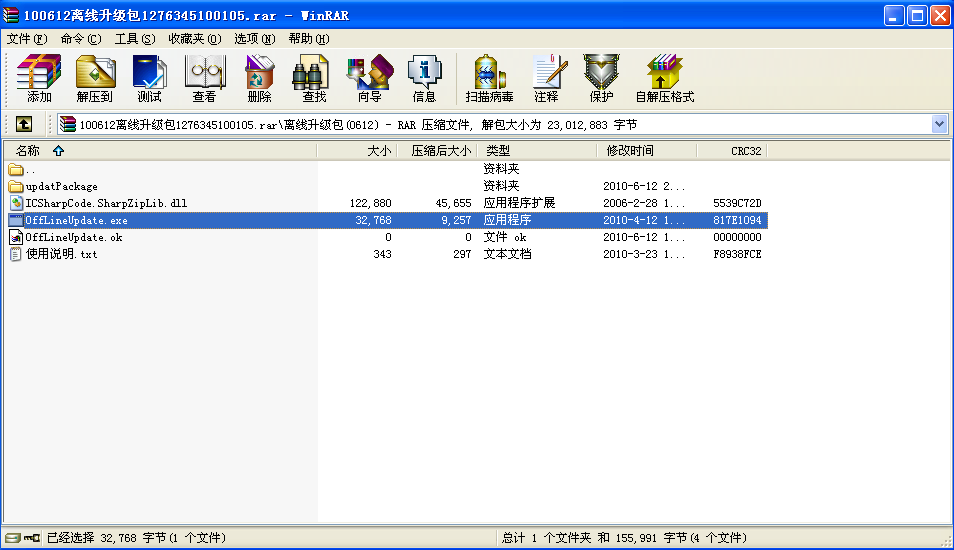 100612离线升级包1276345100105.rar - WinRAR
文件(F) 命令(C) 工具(S) 收藏夹(O) 选项(N) 帮助(H)
添加 解压到 测试 查看 删除 查找 向导 信息 扫描病毒 注释 保护 自解压格式
100612离线升级包1276345100105.rar\离线升级包(0612) - RAR 压缩文件, 解包大小为 23,012,883 字节
名称 大小 压缩后大小 类型 修改时间 CRC32
.. 资料夹
updatPackage 资料夹 2010-6-12 2...
ICSharpCode.SharpZipLib.dll 122,880 45,655 应用程序扩展 2006-2-28 1... 5539C72D
OffLineUpdate.exe 32,768 9,257 应用程序 2010-4-12 1... 817E1094
OffLineUpdate.ok 0 0 文件 ok 2010-6-12 1... 00000000
使用说明.txt 343 297 文本文档 2010-3-23 1... F8938FCE
已经选择 32,768 字节(1 个文件) 总计 1 个文件夹 和 155,991 字节(4 个文件)